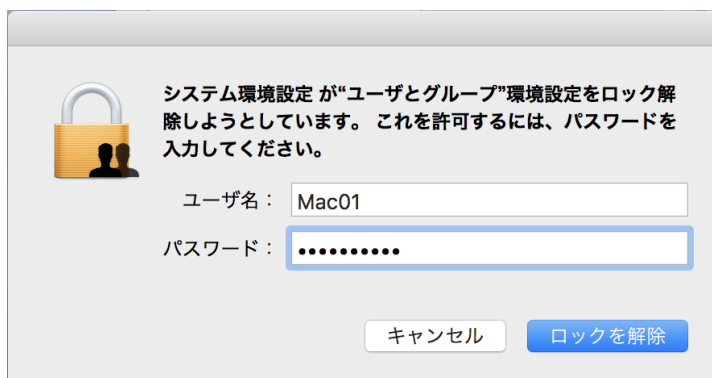 システム環境設定 が“ユーザとグループ”環境設定をロック解
除しようとしています。 これを許可するには、パスワードを
入力してください。
ユーザ名： Mac01
パスワード： ••••••••••
キャンセル ロックを解除